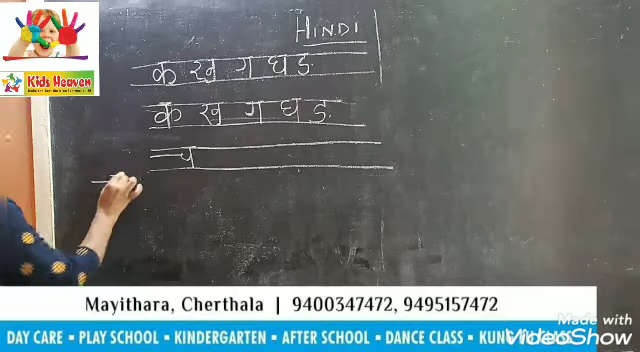 HINDI
क ख ग घ ङ
क ख ग घ ङ
च
Kids Heaven
Mayithara, Cherthala | 9400347472, 9495157472
DAY CARE • PLAY SCHOOL • KINDERGARTEN • AFTER SCHOOL • DANCE CLASS • KUNG
Made with
VideoShow